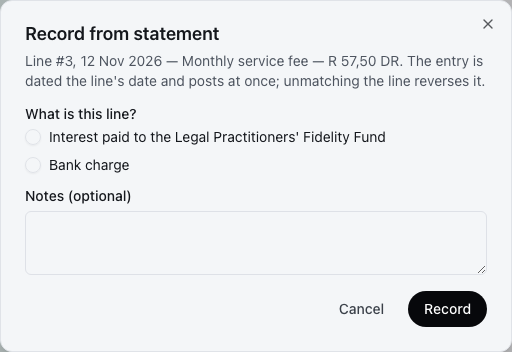 Record from statement
Line #3, 12 Nov 2026 — Monthly service fee — R 57,50 DR. The entry is
dated the line's date and posts at once; unmatching the line reverses it.
What is this line?
Interest paid to the Legal Practitioners' Fidelity Fund
Bank charge
Notes (optional)
Cancel
Record